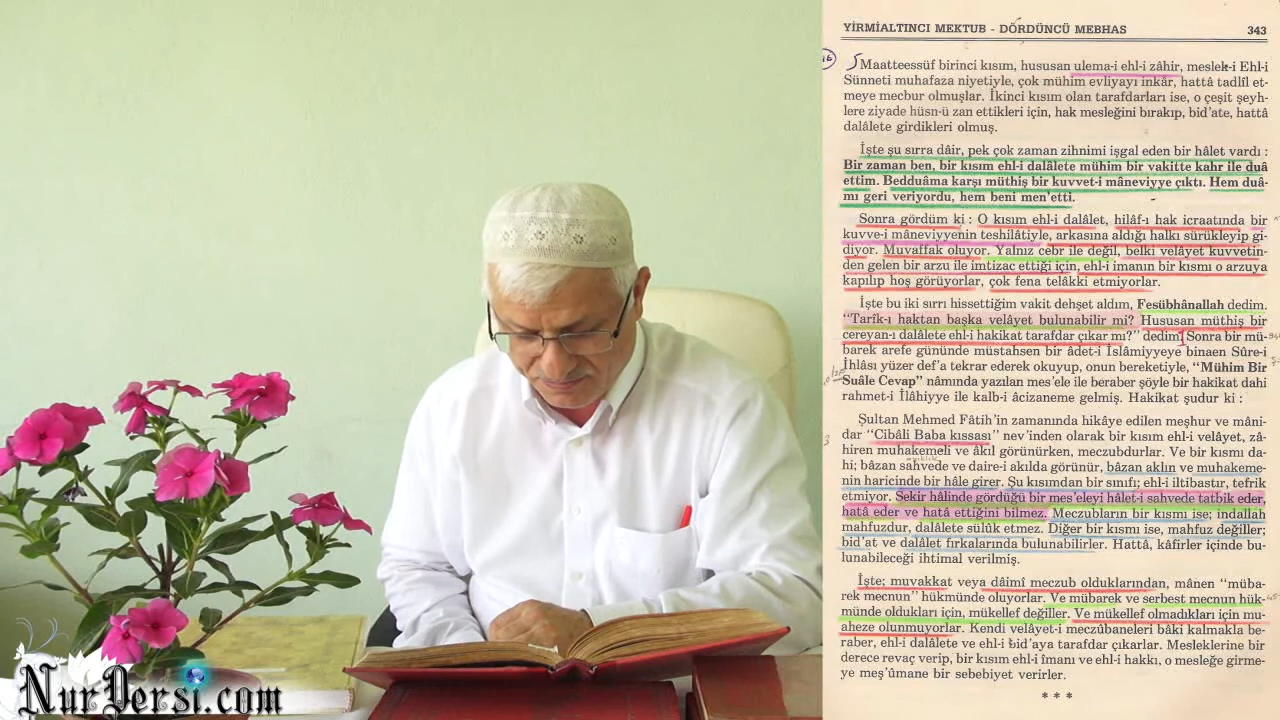 YİRMİALTINCI MEKTUB - DÖRDÜNCÜ MEBHAS 343
Maatteessüf birinci kısım, hususan ulema-i ehl-i zâhir, meslek-i Ehl-i
Sünneti muhafaza niyetiyle, çok mühim evliyayı inkâr, hattâ tadlîl et-
meye mecbur olmuşlar. İkinci kısım olan tarafdarları ise, o çeşit şeyh-
lere ziyade hüsn-ü zan ettikleri için, hak mesleğini bırakıp, bid'ate, hattâ
dalâlete girdikleri olmuş.
İşte şu sırra dâir, pek çok zaman zihnimi işgal eden bir hâlet vardı :
Bir zaman ben, bir kısım ehl-i dalâlete mühim bir vakitte kahr ile duâ
ettim. Bedduâma karşı müthiş bir kuvvet-i mâneviyye çıktı. Hem duâ-
mı geri veriyordu, hem beni men'etti.
Sonra gördüm ki : O kısım ehl-i dalâlet, hilâf-ı hak icraatında bir
kuvve-i mâneviyyenin teshilâtiyle, arkasına aldığı halkı sürükleyip gi-
diyor. Muvaffak oluyor. Yalnız cebr ile değil, belki velâyet kuvvetin-
den gelen bir arzu ile imtizac ettiği için, ehl-i imanın bir kısmı o arzuya
kapılıp hoş görüyorlar, çok fena telâkki etmiyorlar.
İşte bu iki sırrı hissettiğim vakit dehşet aldım, Fesübhânallah dedim.
"Tarîk-ı haktan başka velâyet bulunabilir mi? Hususan müthiş bir
cereyan-ı dalâlete ehl-i hakikat tarafdar çıkar mı?" dedim. Sonra bir mü-
barek arefe gününde müstahsen bir âdet-i İslâmiyyeye binaen Sûre-i
İhlâsı yüzer def'a tekrar ederek okuyup, onun bereketiyle, "Mühim Bir
Suâle Cevap" nâmında yazılan mes'ele ile beraber şöyle bir hakikat dahi
rahmet-i İlâhiyye ile kalb-i âcizaneme gelmiş. Hakikat şudur ki :
Sultan Mehmed Fâtih'in zamanında hikâye edilen meşhur ve mâni-
dar "Cibâli Baba kıssası" nev'inden olarak bir kısım ehl-i velâyet, zâ-
hiren muhakemeli ve âkıl görünürken, meczubdurlar. Ve bir kısmı da-
hi; bâzan sahvede ve daire-i akılda görünür, bâzan aklın ve muhakeme-
nin haricinde bir hâle girer. Şu kısımdan bir sınıfı; ehl-i iltibastır, tefrik
etmiyor. Sekir hâlinde gördüğü bir mes'eleyi hâlet-i sahvede tatbik eder,
hatâ eder ve hatâ ettiğini bilmez. Meczubların bir kısmı ise; indallah
mahfuzdur, dalâlete sülûk etmez. Diğer bir kısmı ise, mahfuz değiller;
bid'at ve dalâlet fırkalarında bulunabilirler. Hattâ, kâfirler içinde bu-
lunabileceği ihtimal verilmiş.
İşte; muvakkat veya dâimî meczub olduklarından, mânen "müba-
rek mecnun" hükmünde oluyorlar. Ve mübarek ve serbest mecnun hük-
münde oldukları için, mükellef değiller. Ve mükellef olmadıkları için mu
aheze olunmuyorlar. Kendi velâyet-i meczûbaneleri bâki kalmakla be-
raber, ehl-i dalâlete ve ehl-i bid'aya tarafdar çıkarlar. Mesleklerine bir
derece revaç verip, bir kısım ehl-i îmanı ve ehl-i hakkı, o mesleğe girme-
ye meş'ûmane bir sebebiyet verirler.
* * *
NurDersi.com